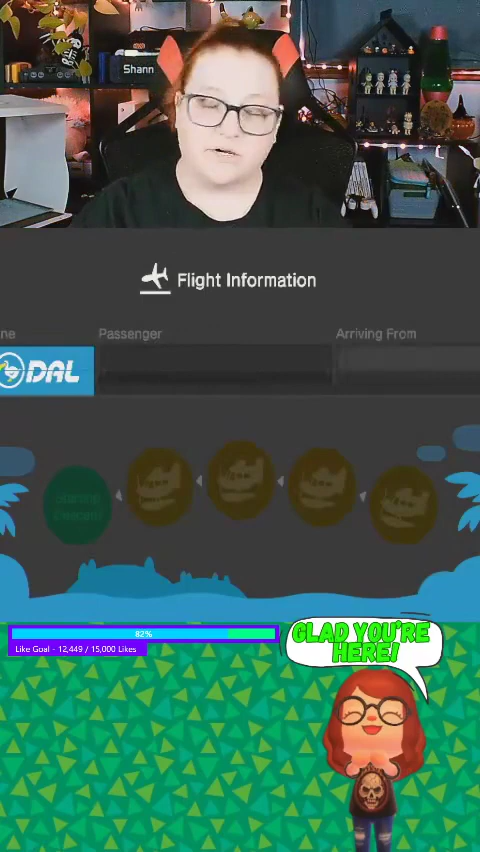 Shann
Flight Information
ne
Passenger
Arriving From
DAL
82%
Like Goal - 12,449 / 15,000 Likes
GLAD YOU'RE
HERE!